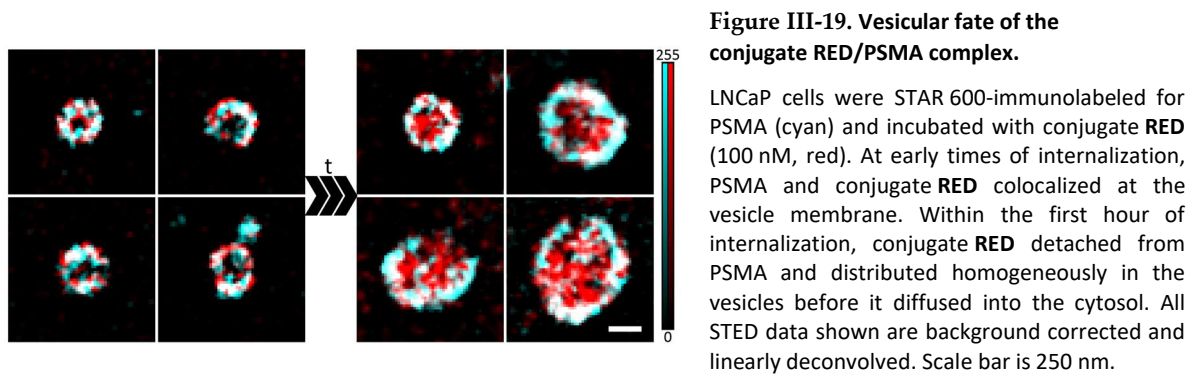 Figure III-19. Vesicular fate of the
conjugate RED/PSMA complex.
LNCaP cells were STAR 600-immunolabeled for
PSMA (cyan) and incubated with conjugate RED
(100 nM, red). At early times of internalization,
PSMA and conjugate RED colocalized at the
vesicle membrane. Within the first hour of
internalization, conjugate RED detached from
PSMA and distributed homogeneously in the
vesicles before it diffused into the cytosol. All
STED data shown are background corrected and
linearly deconvolved. Scale bar is 250 nm.
t
255
0